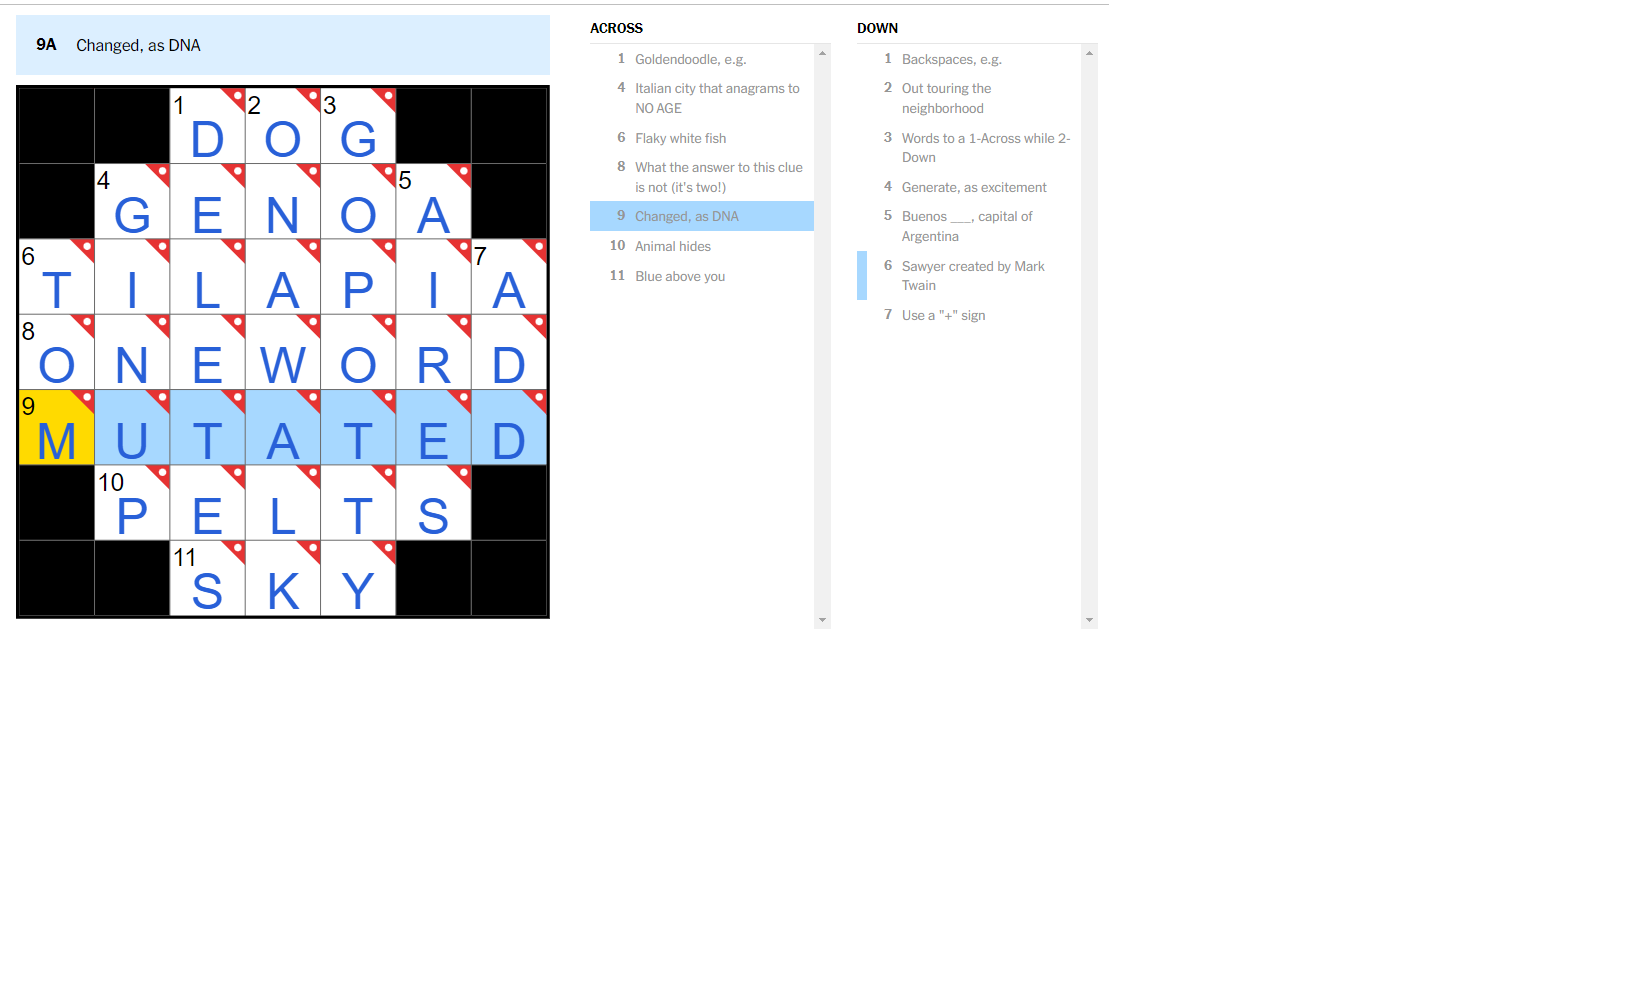 9A Changed, as DNA
1 D 2 O 3 G
4 G E N O 5 A
6 T I L A P I 7 A
8 O N E W O R D
9 M U T A T E D
10 P E L T S
11 S K Y
ACROSS
1 Goldendoodle, e.g.
4 Italian city that anagrams to
NO AGE
6 Flaky white fish
8 What the answer to this clue
is not (it's two!)
9 Changed, as DNA
10 Animal hides
11 Blue above you
DOWN
1 Backspaces, e.g.
2 Out touring the
neighborhood
3 Words to a 1-Across while 2-
Down
4 Generate, as excitement
5 Buenos ___, capital of
Argentina
6 Sawyer created by Mark
Twain
7 Use a "+" sign